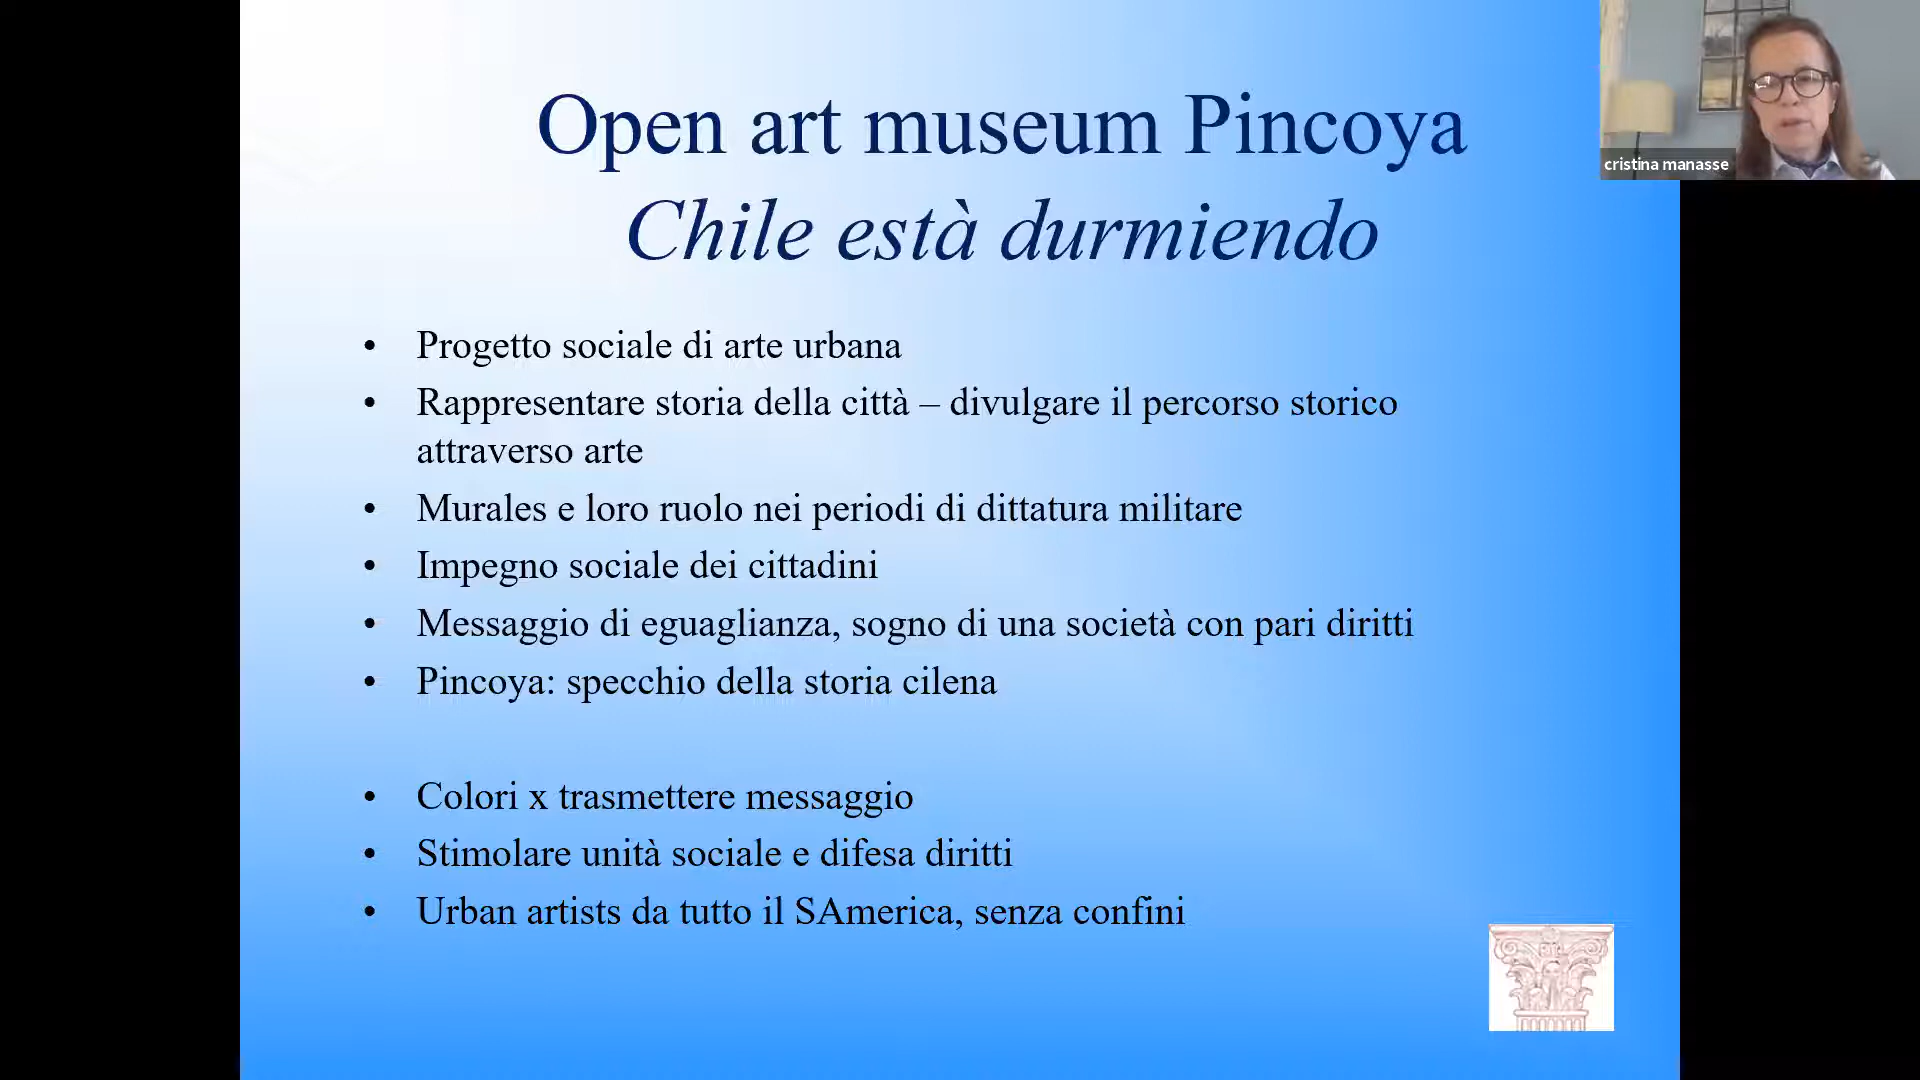 Open art museum Pincoya
Chile està durmiendo
cristina manasse
• Progetto sociale di arte urbana
• Rappresentare storia della città – divulgare il percorso storico
attraverso arte
• Murales e loro ruolo nei periodi di dittatura militare
• Impegno sociale dei cittadini
• Messaggio di eguaglianza, sogno di una società con pari diritti
• Pincoya: specchio della storia cilena
• Colori x trasmettere messaggio
• Stimolare unità sociale e difesa diritti
• Urban artists da tutto il SAmerica, senza confini